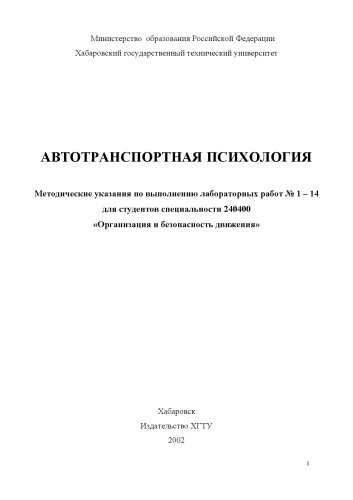 Министерство образования Российской Федерации
Хабаровский государственный технический университет
АВТОТРАНСПОРТНАЯ ПСИХОЛОГИЯ
Методические указания по выполнению лабораторных работ № 1 – 14
для студентов специальности 240400
«Организация и безопасность движения»
Хабаровск
Издательство ХГТУ
2002
1